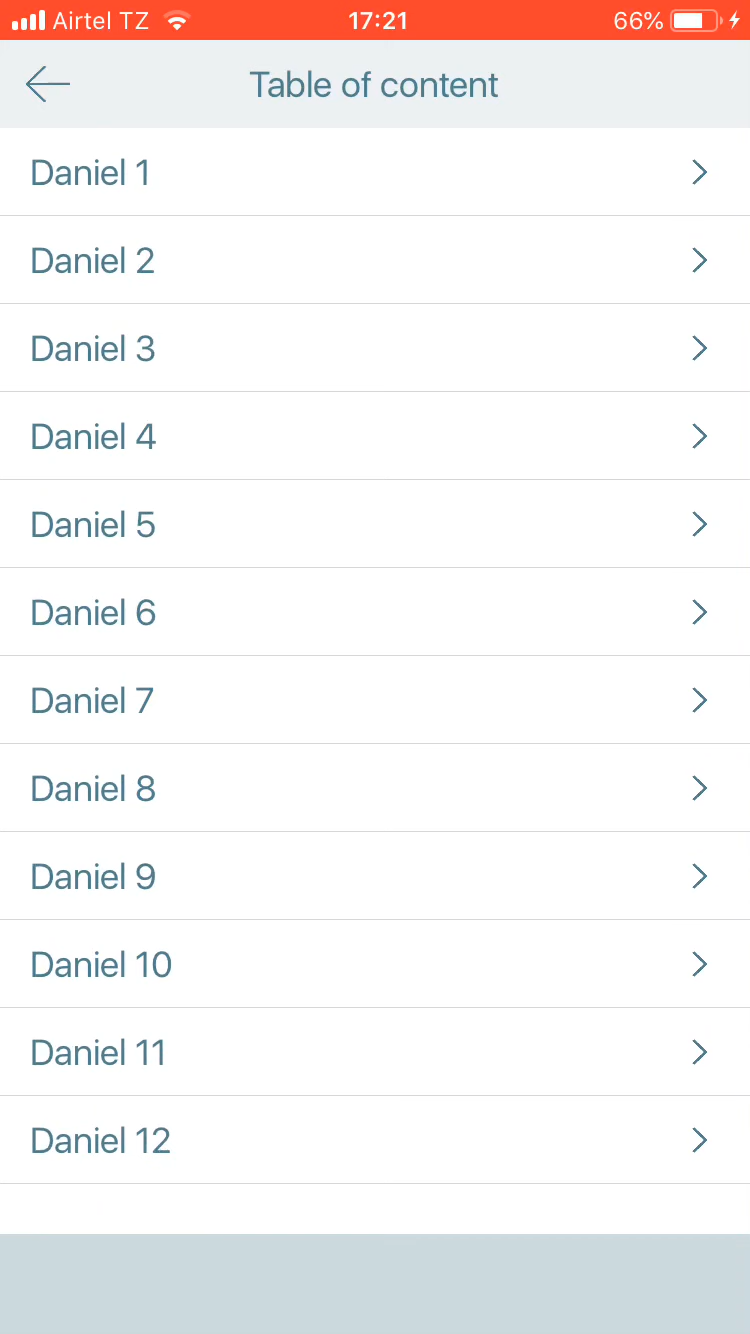 Airtel TZ 17:21 66%
Table of content
Daniel 1
Daniel 2
Daniel 3
Daniel 4
Daniel 5
Daniel 6
Daniel 7
Daniel 8
Daniel 9
Daniel 10
Daniel 11
Daniel 12